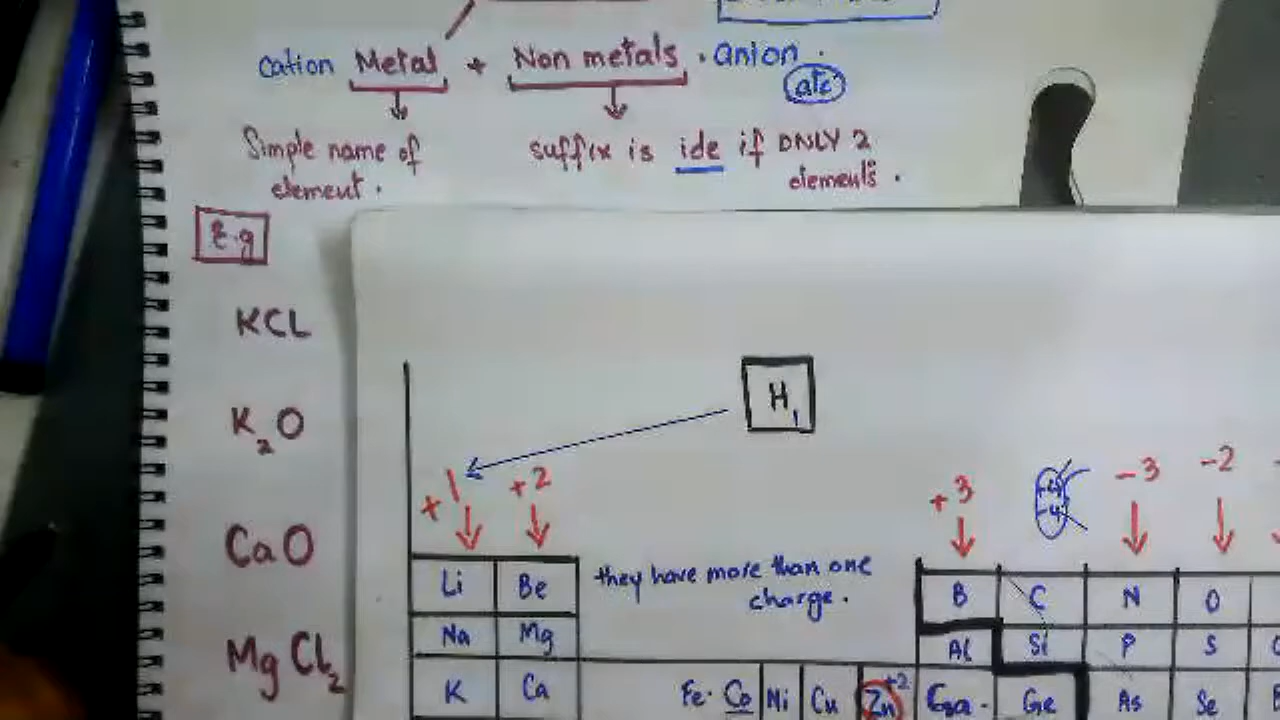 cation Metal + Non metals . anion .
ate
Simple name of element .
suffix is ide if ONLY 2 elements .
E.g
KCL
K2O
CaO
MgCl2
H1
+1 +2 +3 -3 -2
they have more than one charge .
Li Be B C N O
Na Mg Al Si P S
K Ca Fe . Co Ni Cu Zn +2 Ga . Ge As Se